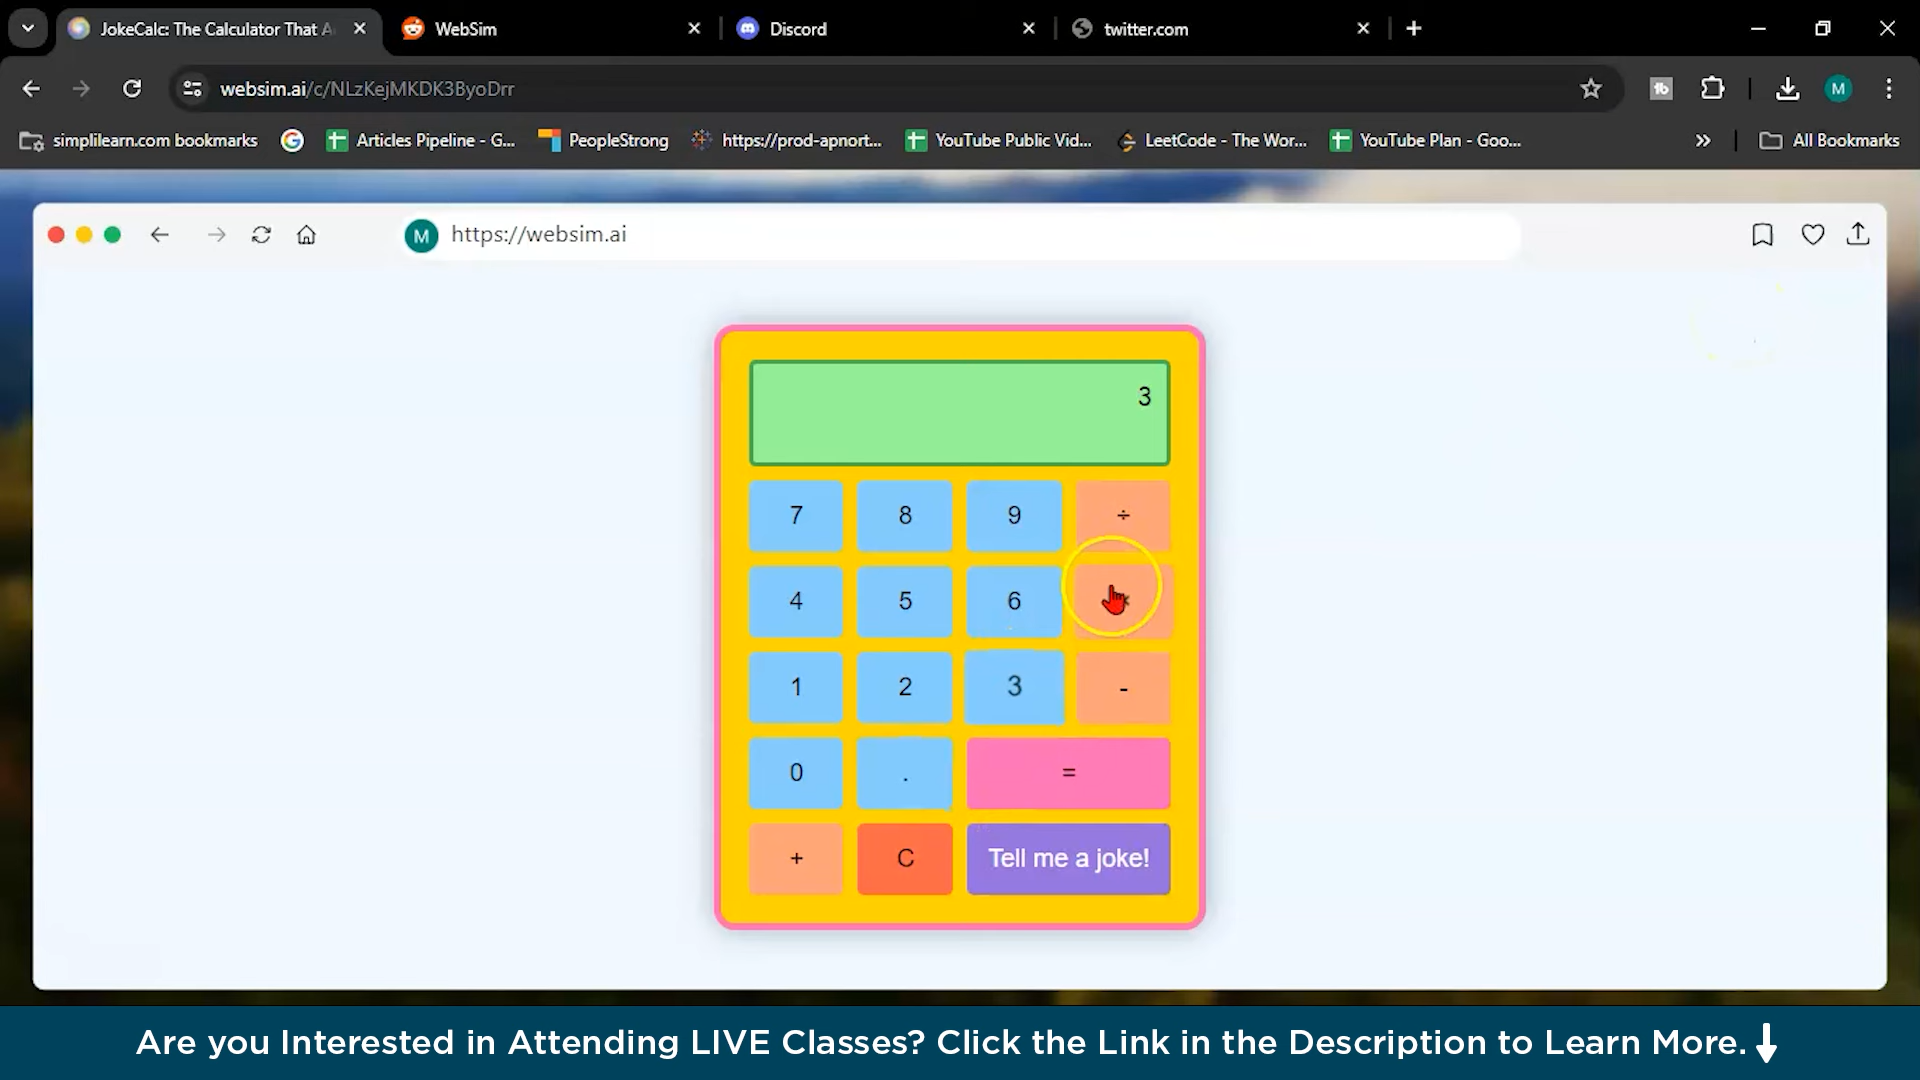 JokeCalc: The Calculator That A
WebSim
Discord
twitter.com
websim.ai/c/NLzKejMKDK3ByoDrr
M
simplilearn.com bookmarks
G
Articles Pipeline - G...
PeopleStrong
https://prod-apnort...
YouTube Public Vid...
LeetCode - The Wor...
YouTube Plan - Goo...
All Bookmarks
M
https://websim.ai
3
7 8 9 ÷
4 5 6
1 2 3 -
0 . =
+ C Tell me a joke!
Are you Interested in Attending LIVE Classes? Click the Link in the Description to Learn More.